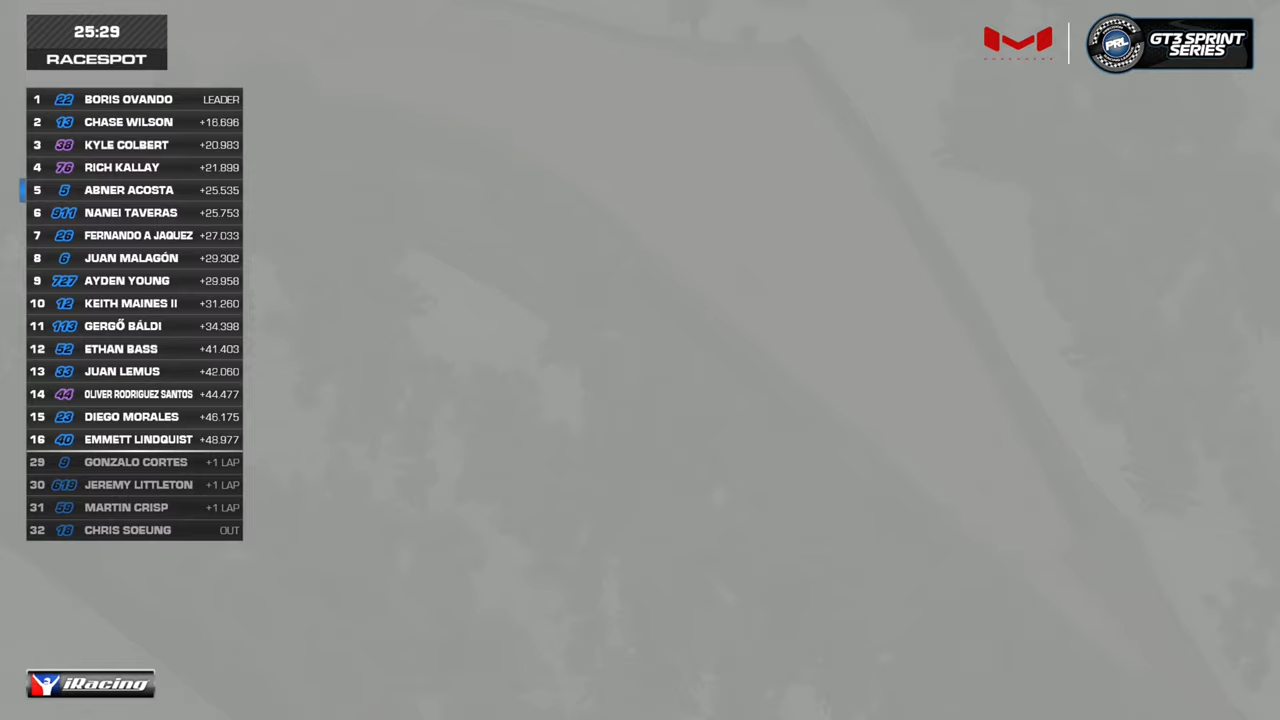 25:29
RACESPOT
PRL GT3 SPRINT SERIES
1 22 BORIS OVANDO LEADER
2 13 CHASE WILSON +16.696
3 38 KYLE COLBERT +20.983
4 76 RICH KALLAY +21.899
5 5 ABNER ACOSTA +25.535
6 911 NANEI TAVERAS +25.753
7 26 FERNANDO A JAQUEZ +27.033
8 6 JUAN MALAGÓN +29.302
9 727 AYDEN YOUNG +29.958
10 12 KEITH MAINES II +31.260
11 113 GERGŐ BÁLDI +34.398
12 52 ETHAN BASS +41.403
13 33 JUAN LEMUS +42.060
14 44 OLIVER RODRIGUEZ SANTOS +44.477
15 23 DIEGO MORALES +46.175
16 40 EMMETT LINDQUIST +48.977
29 9 GONZALO CORTES +1 LAP
30 619 JEREMY LITTLETON +1 LAP
31 59 MARTIN CRISP +1 LAP
32 18 CHRIS SOEUNG OUT
iRacing